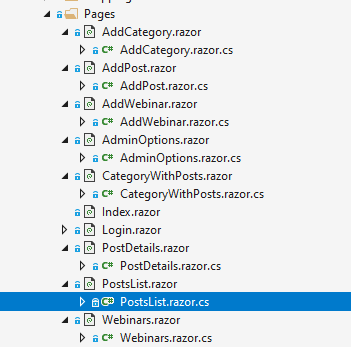 Pages
AddCategory.razor
C# AddCategory.razor.cs
AddPost.razor
C# AddPost.razor.cs
AddWebinar.razor
C# AddWebinar.razor.cs
AdminOptions.razor
C# AdminOptions.razor.cs
CategoryWithPosts.razor
C# CategoryWithPosts.razor.cs
Index.razor
Login.razor
PostDetails.razor
C# PostDetails.razor.cs
PostsList.razor
C# PostsList.razor.cs
Webinars.razor
C# Webinars.razor.cs